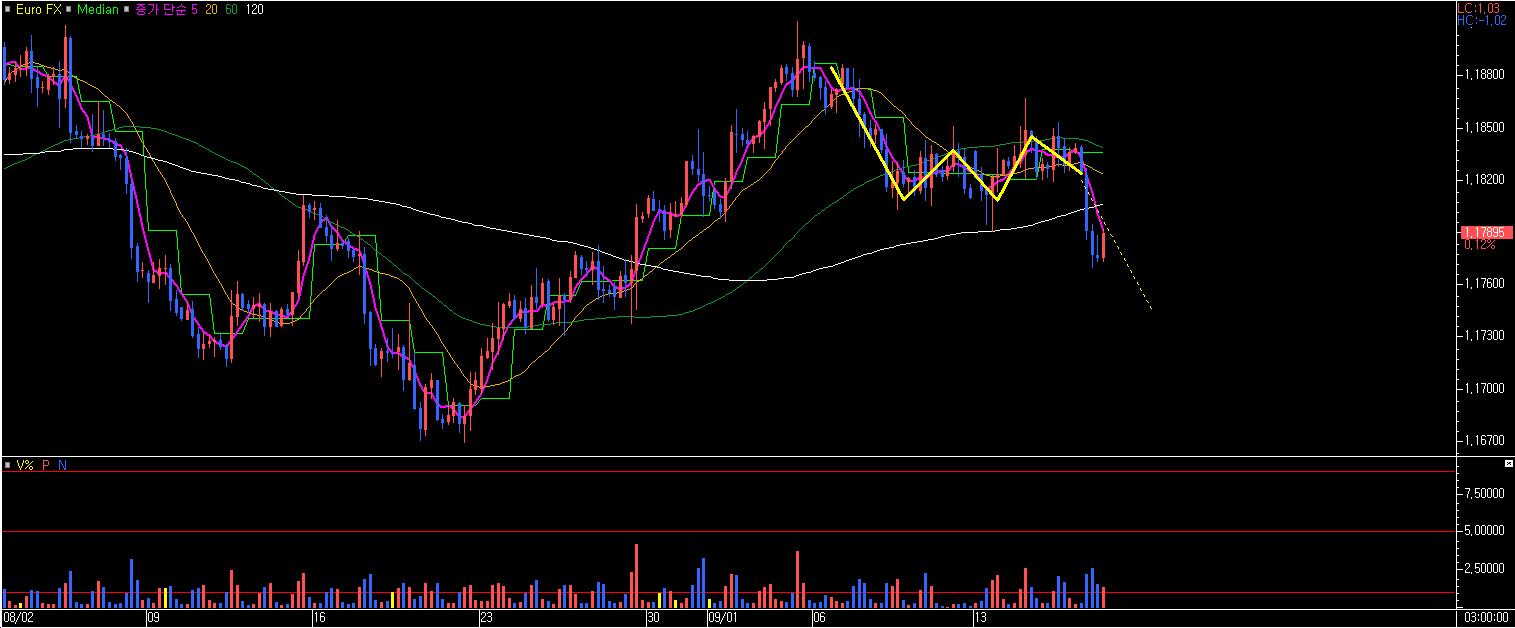 Euro FX Median 종가 단순 5 20 60 120
LC:1,03
HC:-1,02
1,18800
1,18500
1,18200
1,17895
0,12%
1,17600
1,17300
1,17000
1,16700
V% P N
7,50000
5,00000
2,50000
08/02 09 16 23 30 09/01 06 13 03:00:00